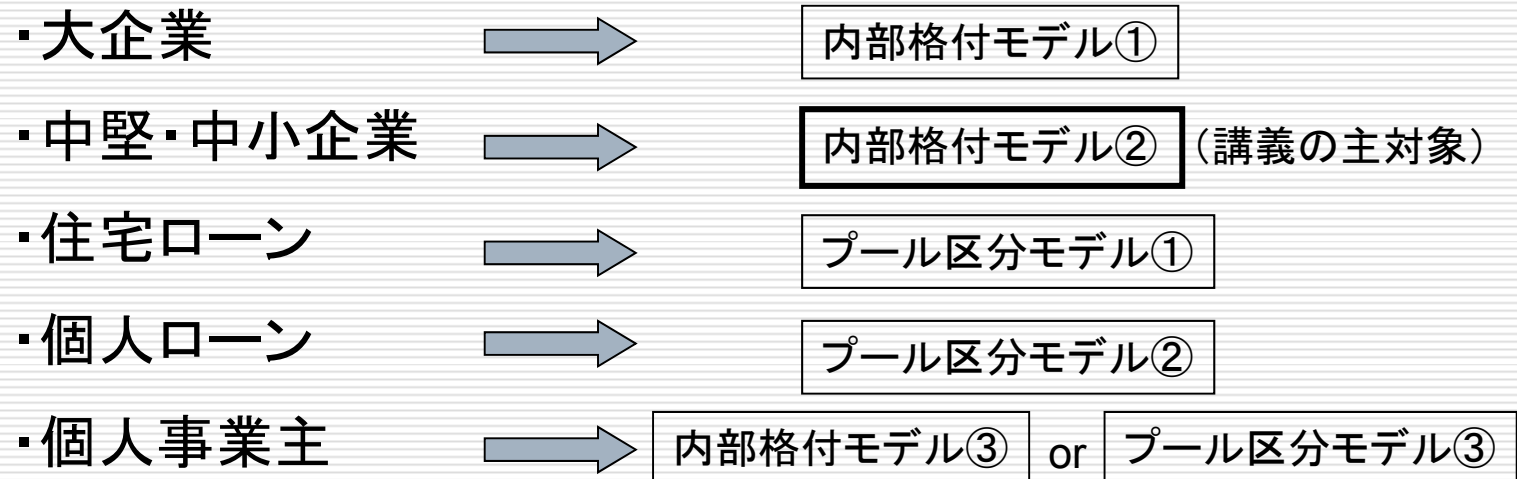 ・大企業 内部格付モデル①
・中堅・中小企業 内部格付モデル② (講義の主対象)
・住宅ローン プール区分モデル①
・個人ローン プール区分モデル②
・個人事業主 内部格付モデル③ or プール区分モデル③